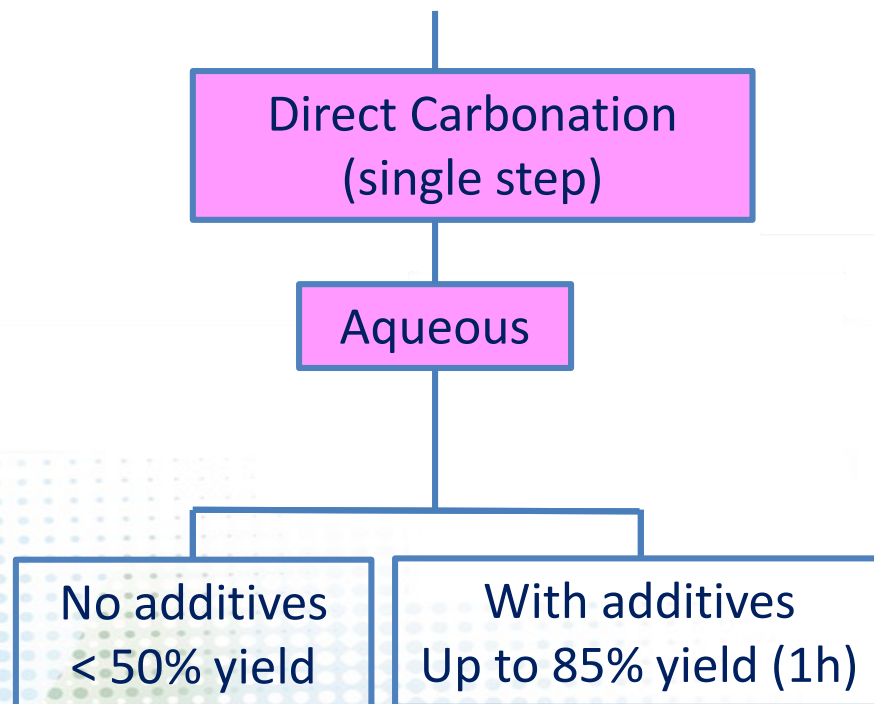 Direct Carbonation
(single step)
Aqueous
No additives
< 50% yield
With additives
Up to 85% yield (1h)